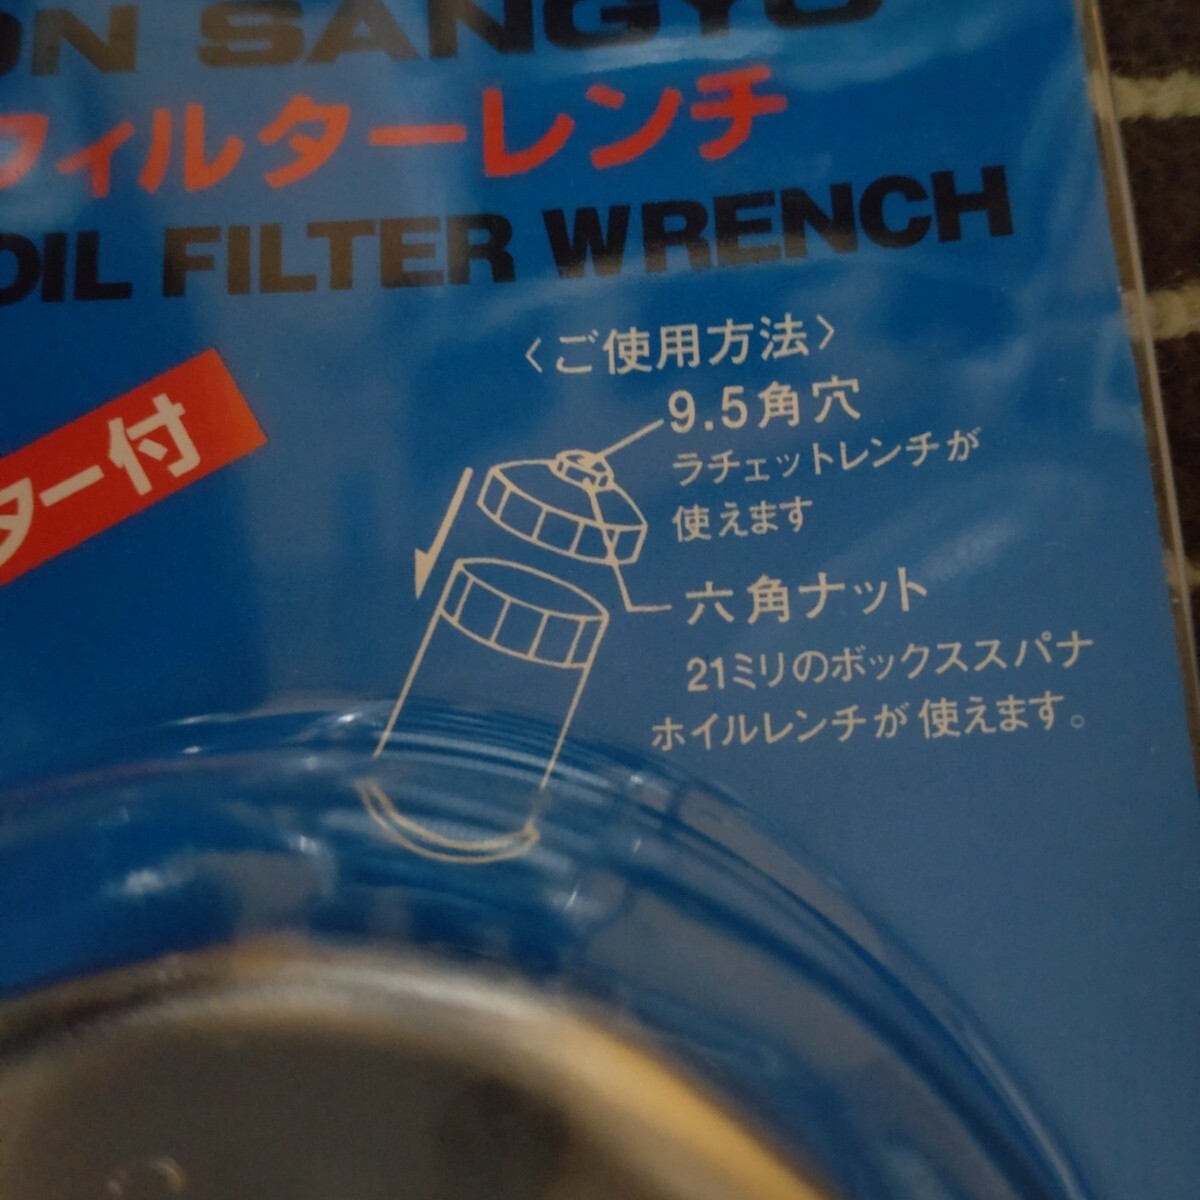 ON SANGYO
フィルターレンチ
OIL FILTER WRENCH
〈ご使用方法〉
9.5角穴
ラチェットレンチが
使えます
ター付
六角ナット
21ミリのボックススパナ
ホイルレンチが使えます。